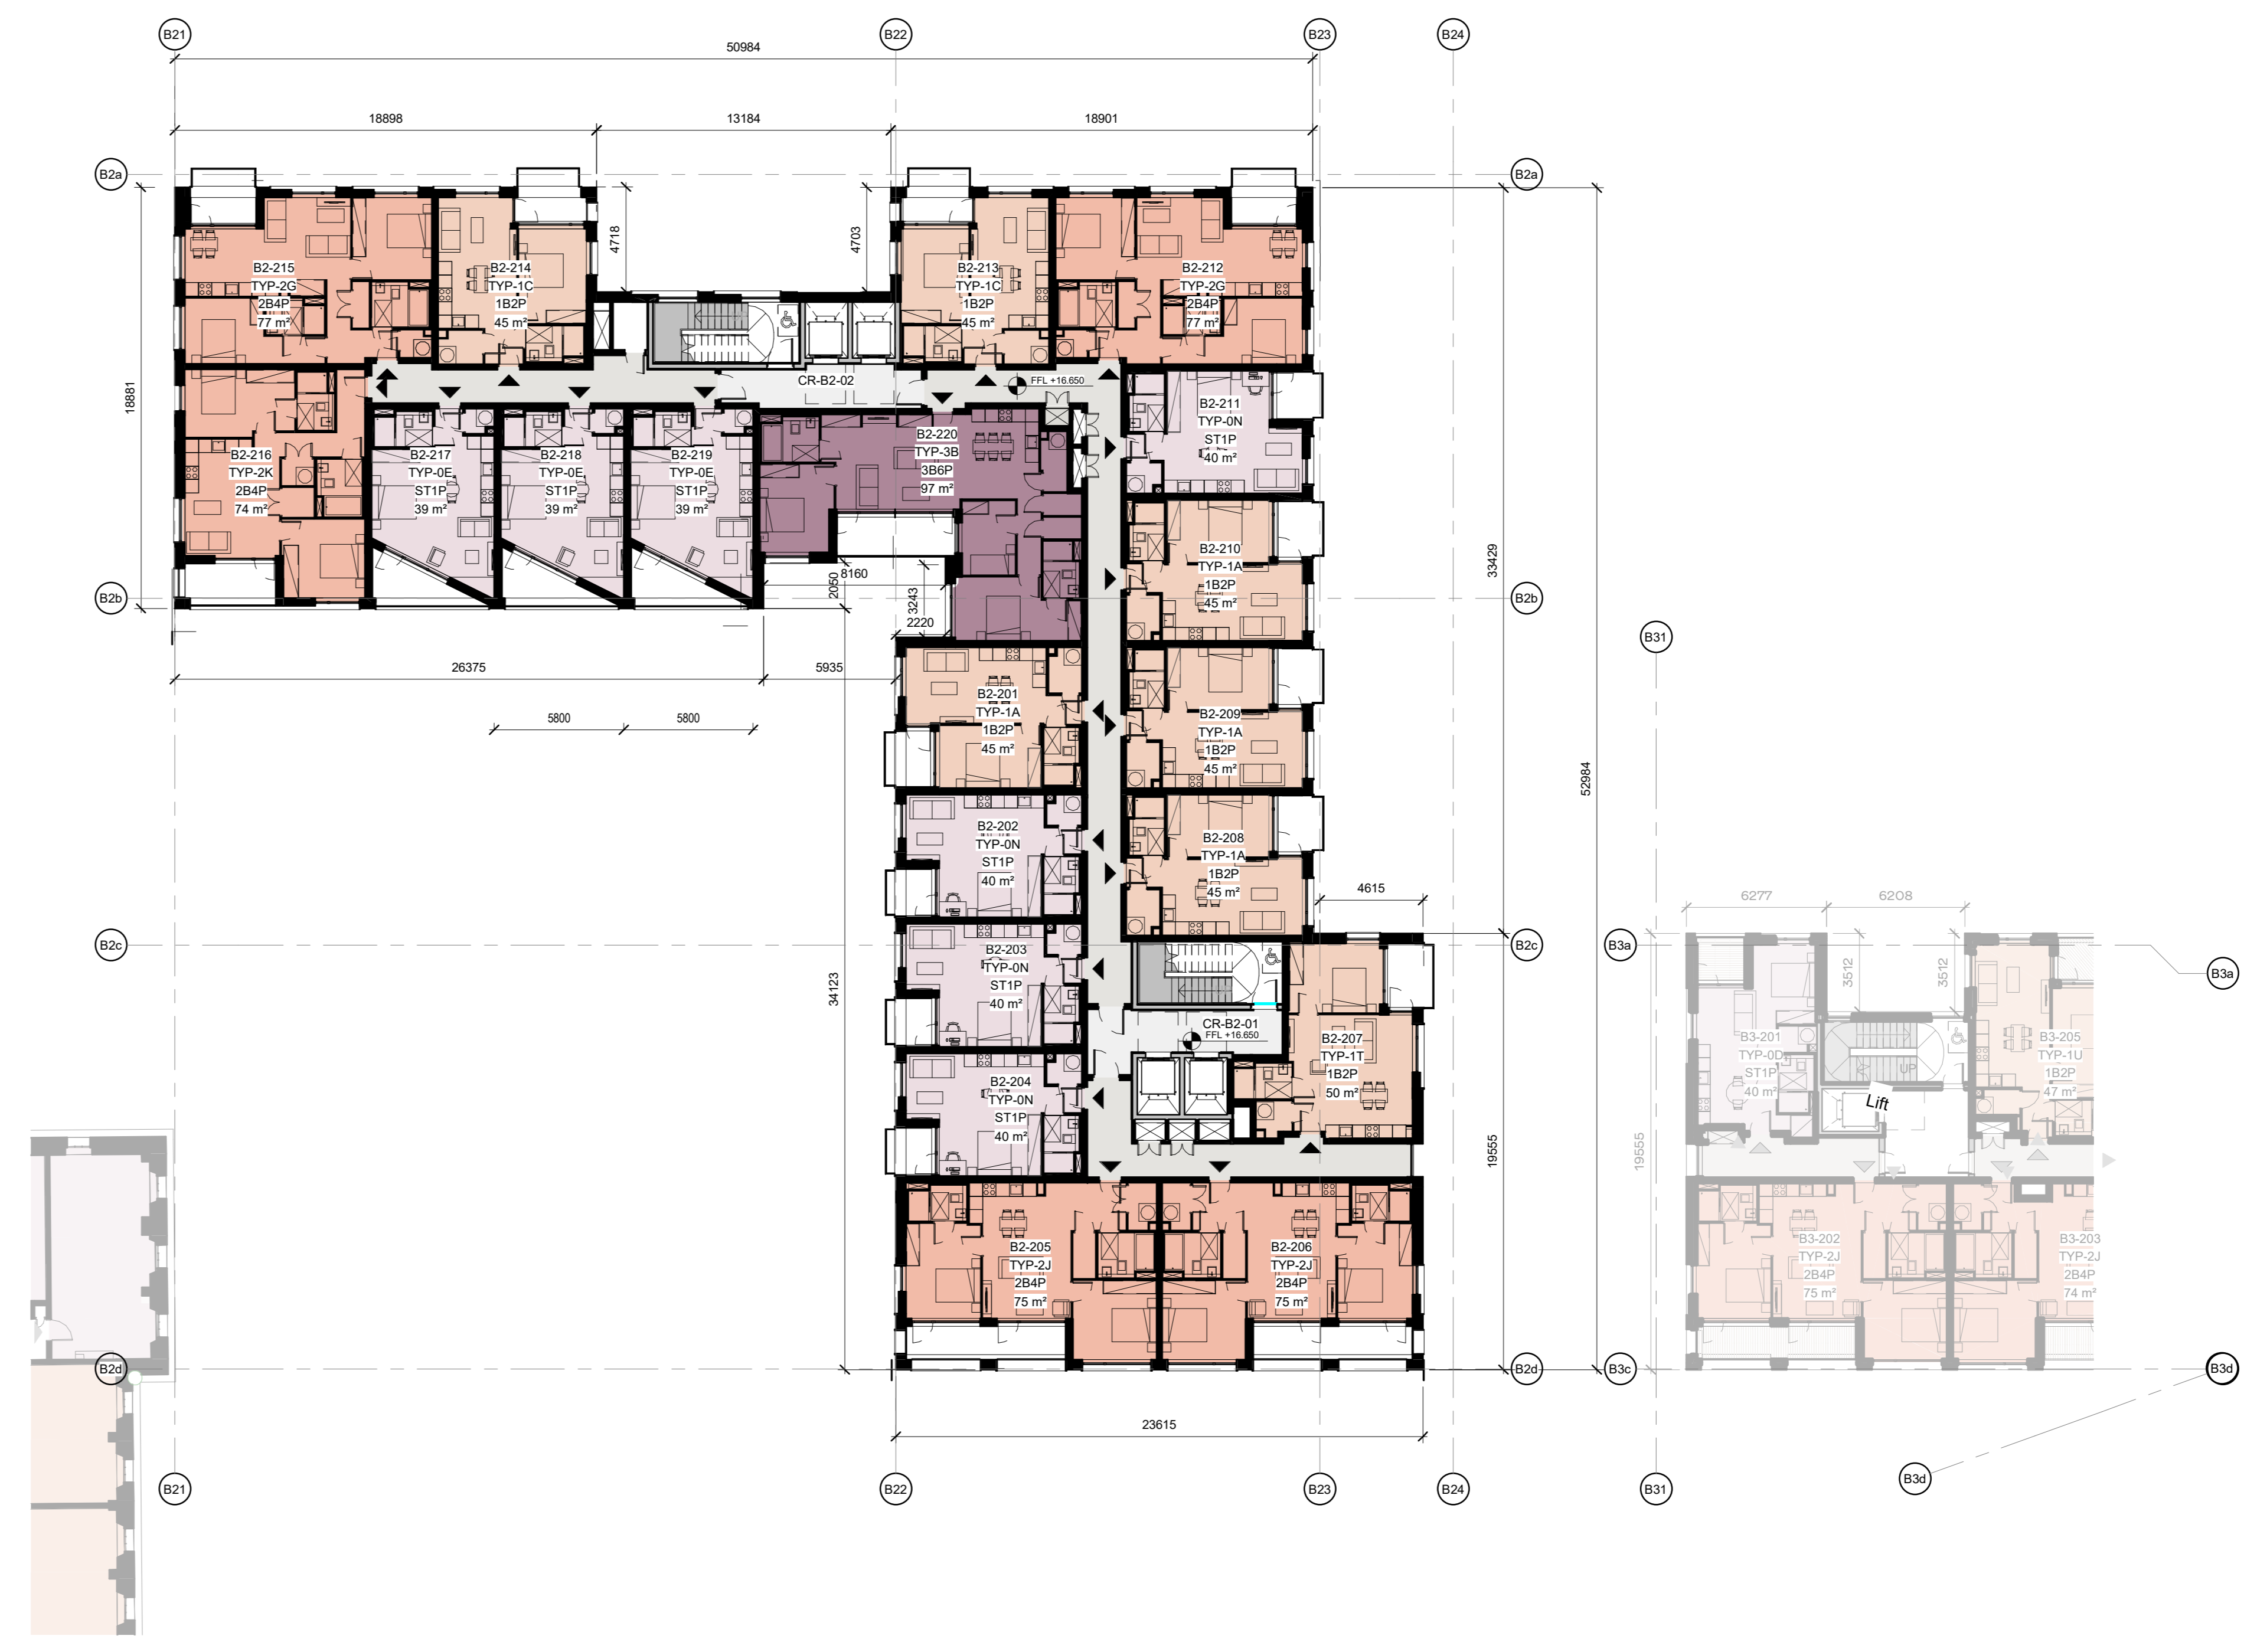 B21
B22
B23
B24
50984
18898
13184
18901
B2a
B2a
4718
4703
B2-215
TYP-2G
2B4P
77 m²
B2-214
TYP-1C
1B2P
45 m²
B2-213
TYP-1C
1B2P
45 m²
B2-212
TYP-2G
2B4P
77 m²
CR-B2-02
FFL +16.650
18881
B2-216
TYP-2K
2B4P
74 m²
B2-217
TYP-0E
ST1P
39 m²
B2-218
TYP-0E
ST1P
39 m²
B2-219
TYP-0E
ST1P
39 m²
B2-220
TYP-3B
3B6P
97 m²
B2-211
TYP-0N
ST1P
40 m²
B2-210
TYP-1A
1B2P
45 m²
33429
B2b
B2b
2050
8160
3243
2220
26375
5935
5800
5800
B2-201
TYP-1A
1B2P
45 m²
B2-209
TYP-1A
1B2P
45 m²
52984
B31
B2-202
TYP-0N
ST1P
40 m²
B2-208
TYP-1A
1B2P
45 m²
4615
6277
6208
B2c
B2c
B3a
B3a
34123
3512
3512
B2-203
TYP-0N
ST1P
40 m²
CR-B2-01
FFL +16.650
B2-207
TYP-1T
1B2P
50 m²
B3-201
TYP-0D
ST1P
40 m²
UP
Lift
B3-205
TYP-1U
1B2P
47 m²
B2-204
TYP-0N
ST1P
40 m²
19555
19555
B2-205
TYP-2J
2B4P
75 m²
B2-206
TYP-2J
2B4P
75 m²
B3-202
TYP-2J
2B4P
75 m²
B3-203
TYP-2J
2B4P
74 m²
B2d
B2d
B3c
B3d
23615
B3d
B21
B22
B23
B24
B31